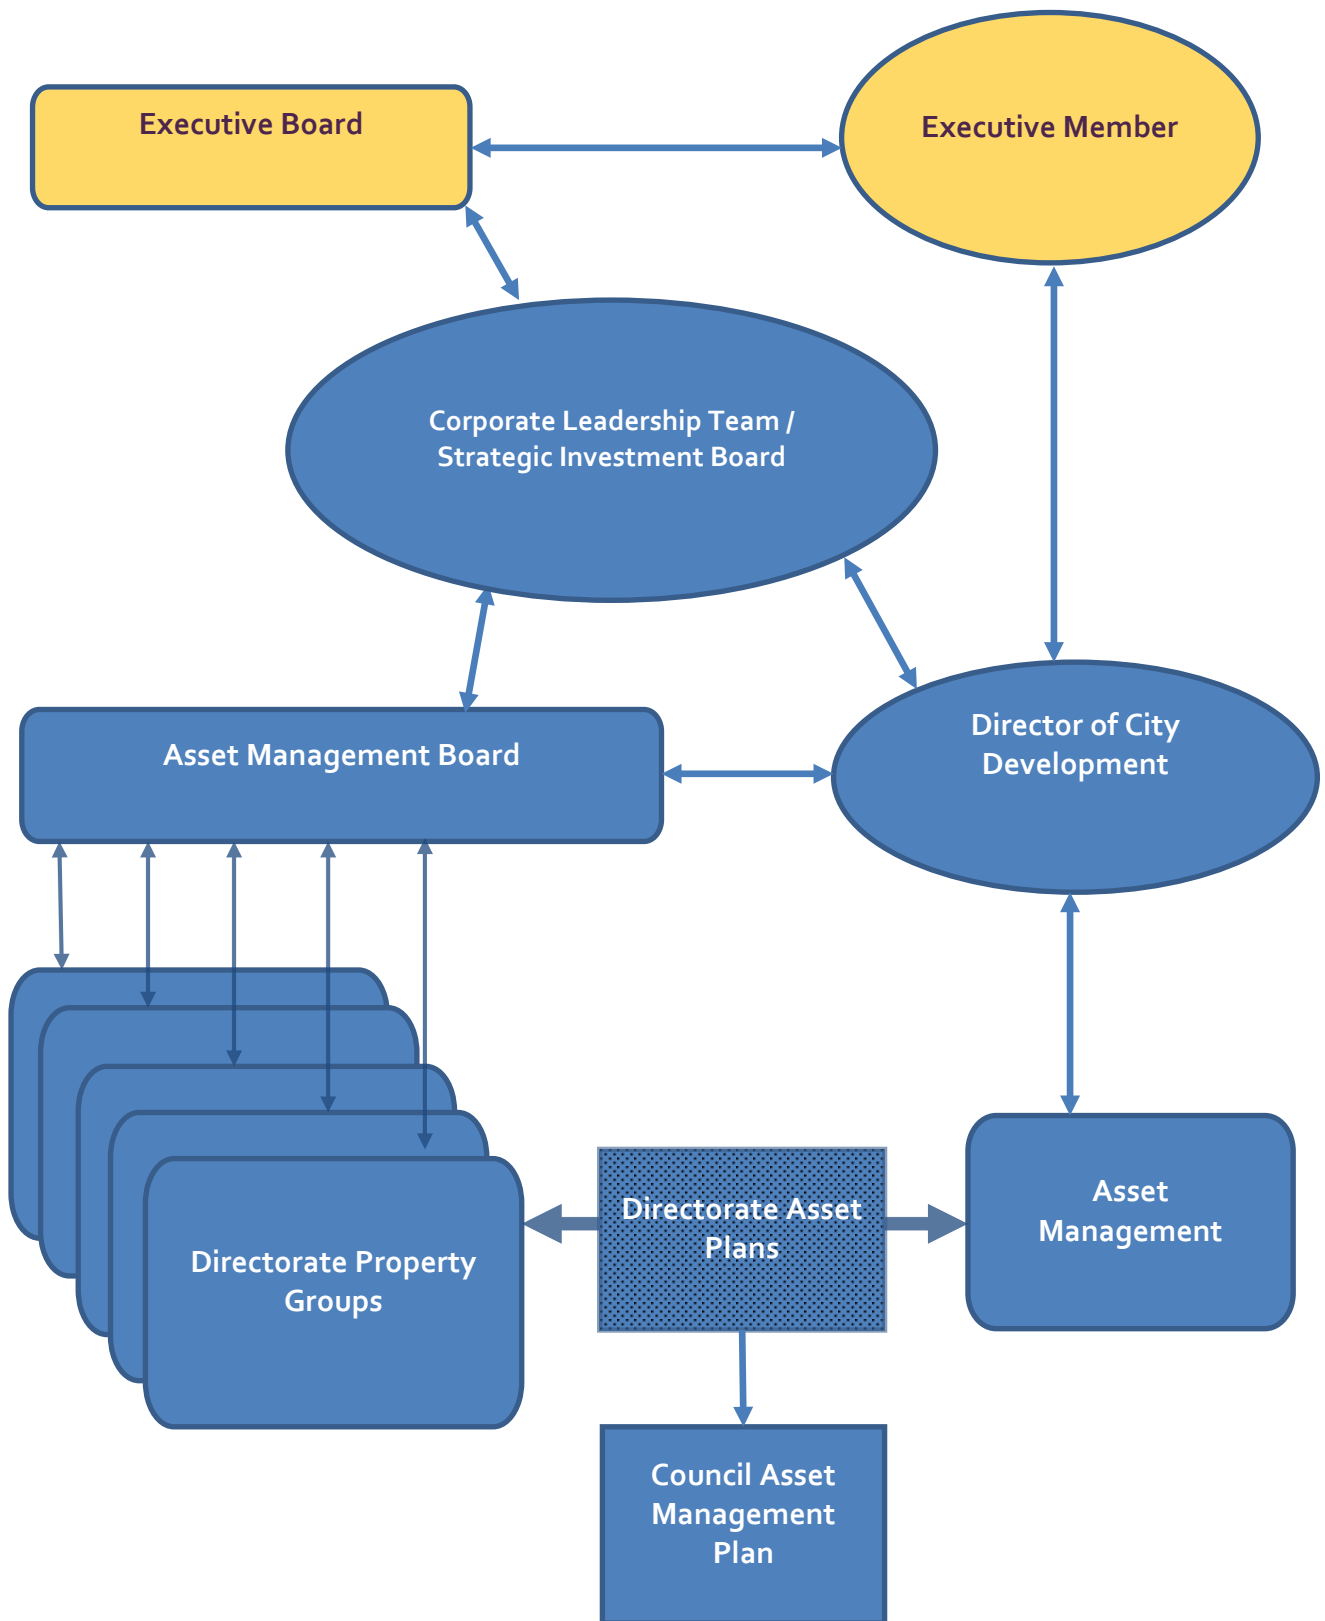 Executive Board
Executive Member
Corporate Leadership Team /
Strategic Investment Board
Asset Management Board
Director of City
Development
Directorate Property
Groups
Directorate Asset
Plans
Asset
Management
Council Asset
Management
Plan